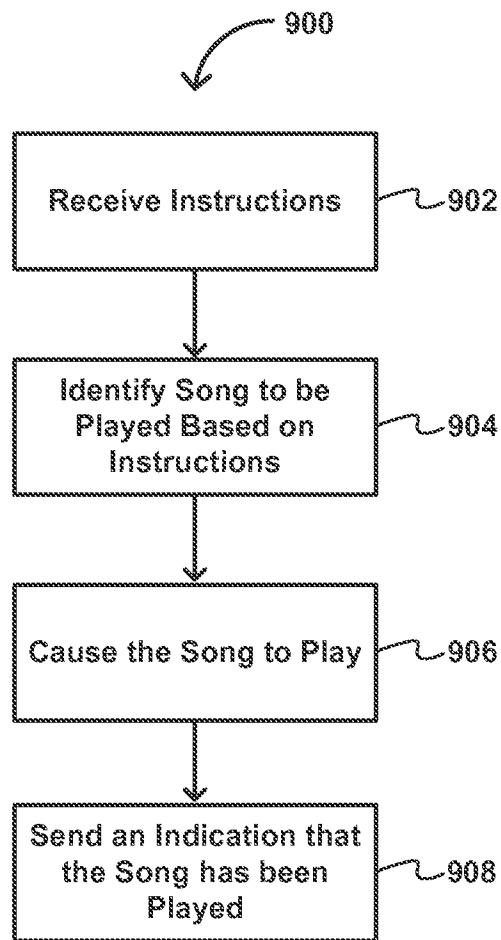 900
Receive Instructions
902
Identify Song to be
Played Based on
Instructions
904
Cause the Song to Play
906
Send an Indication that
the Song has been
Played
908